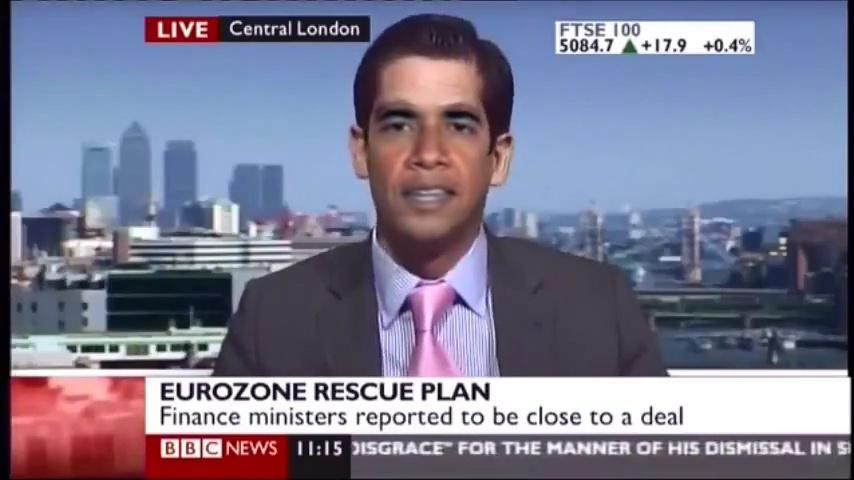 LIVE Central London
FTSE 100
5084.7 ▲ +17.9 +0.4%
EUROZONE RESCUE PLAN
Finance ministers reported to be close to a deal
BBC NEWS 11:15 DISGRACE" FOR THE MANNER OF HIS DISMISSAL IN